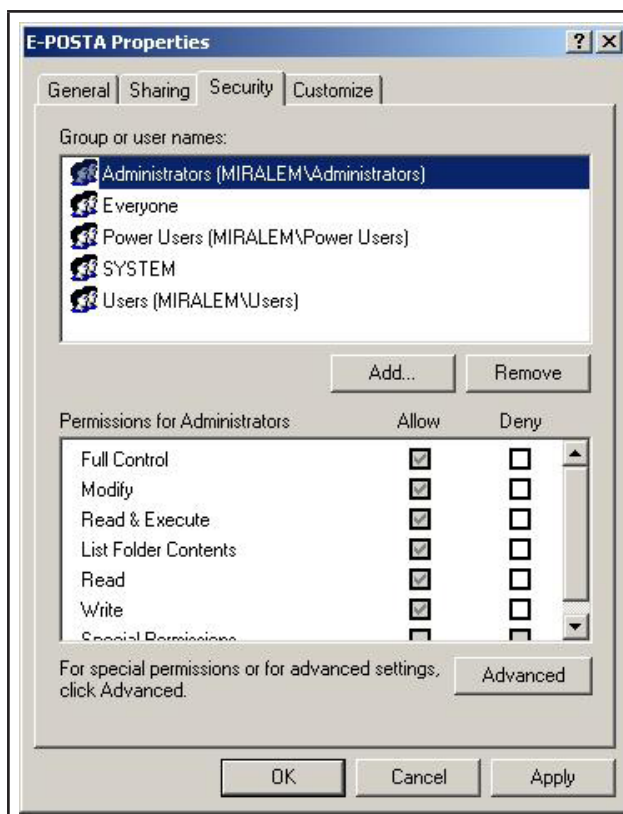 E-POSTA Properties
General Sharing Security Customize
Group or user names:
Administrators (MIRALEM\Administrators)
Everyone
Power Users (MIRALEM\Power Users)
SYSTEM
Users (MIRALEM\Users)
Add... Remove
Permissions for Administrators Allow Deny
Full Control
Modify
Read & Execute
List Folder Contents
Read
Write
Special Permissions
For special permissions or for advanced settings,
click Advanced.
Advanced
OK Cancel Apply